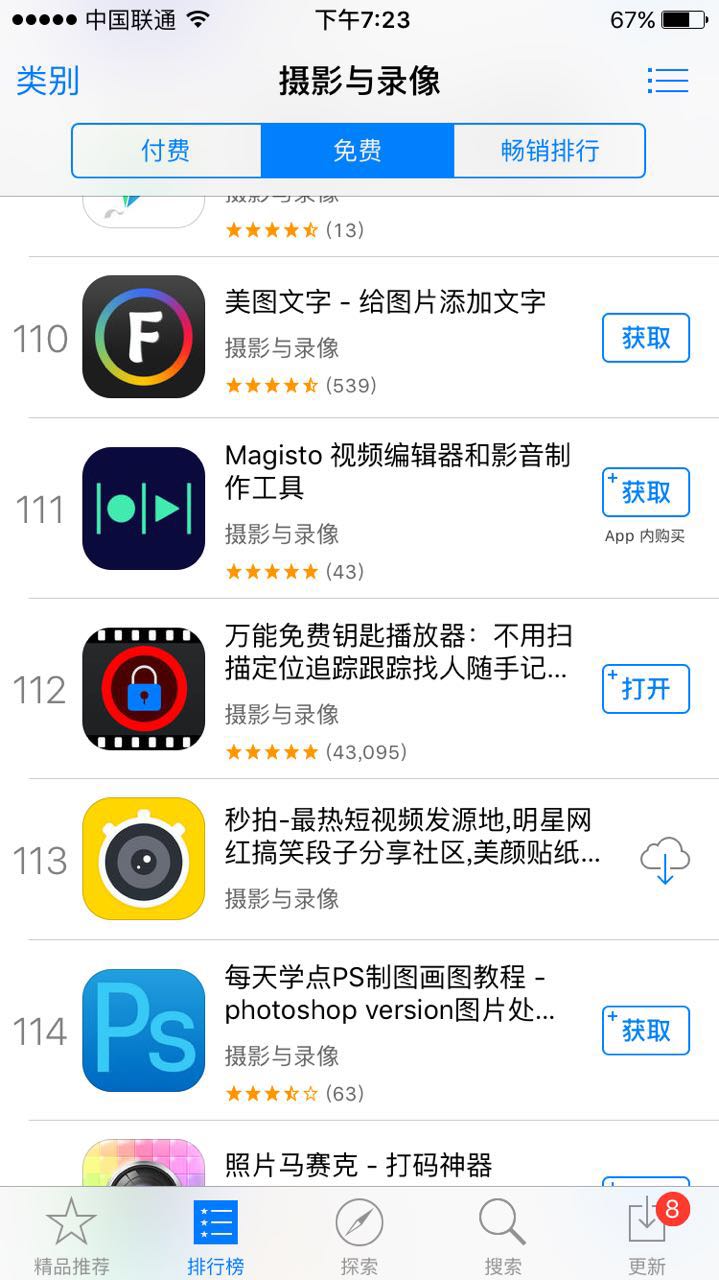 中国联通
下午7:23
67%
类别
摄影与录像
付费
免费
畅销排行
摄影与录像
(13)
110
F
美图文字 - 给图片添加文字
摄影与录像
(539)
获取
111
Magisto 视频编辑器和影音制
作工具
摄影与录像
(43)
+获取
App 内购买
112
万能免费钥匙播放器：不用扫
描定位追踪跟踪找人随手记...
摄影与录像
(43,095)
+打开
113
秒拍-最热短视频发源地,明星网
红搞笑段子分享社区,美颜贴纸...
摄影与录像
114
Ps
每天学点PS制图画图教程 -
photoshop version图片处...
摄影与录像
(63)
+获取
照片马赛克 - 打码神器
精品推荐
排行榜
探索
搜索
8
更新